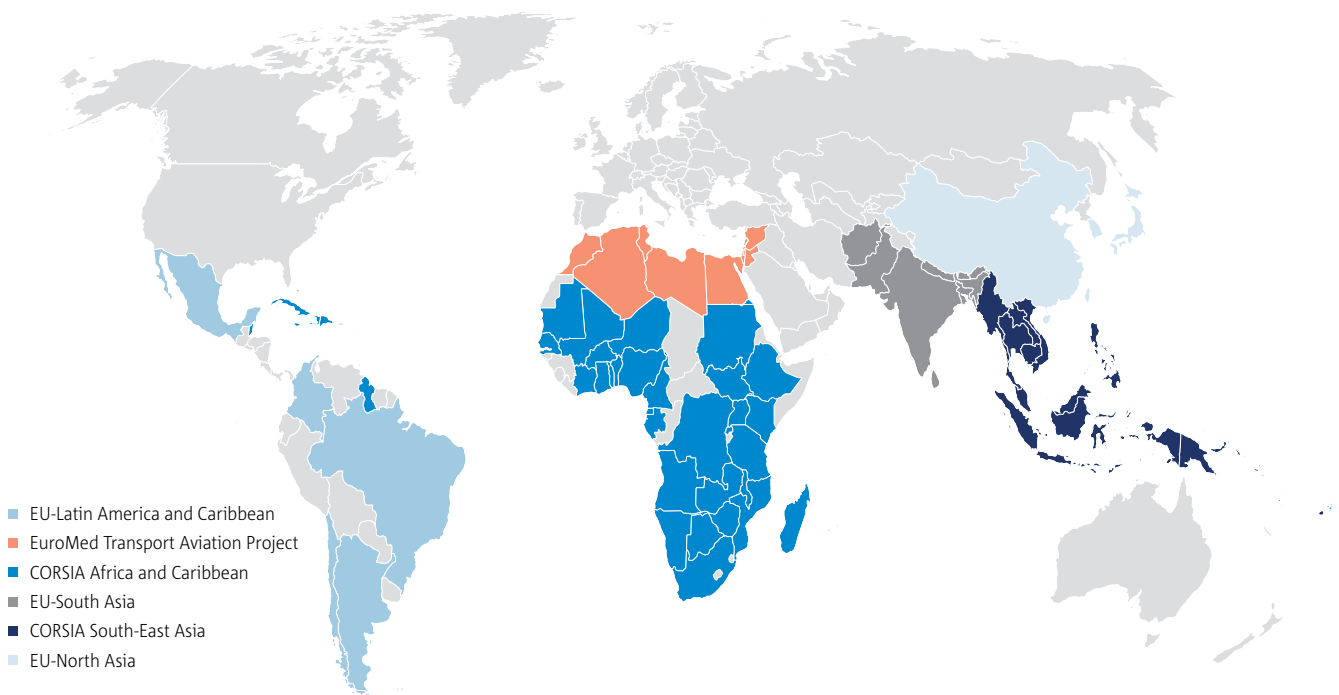 EU-Latin America and Caribbean
EuroMed Transport Aviation Project
CORSIA Africa and Caribbean
EU-South Asia
CORSIA South-East Asia
EU-North Asia